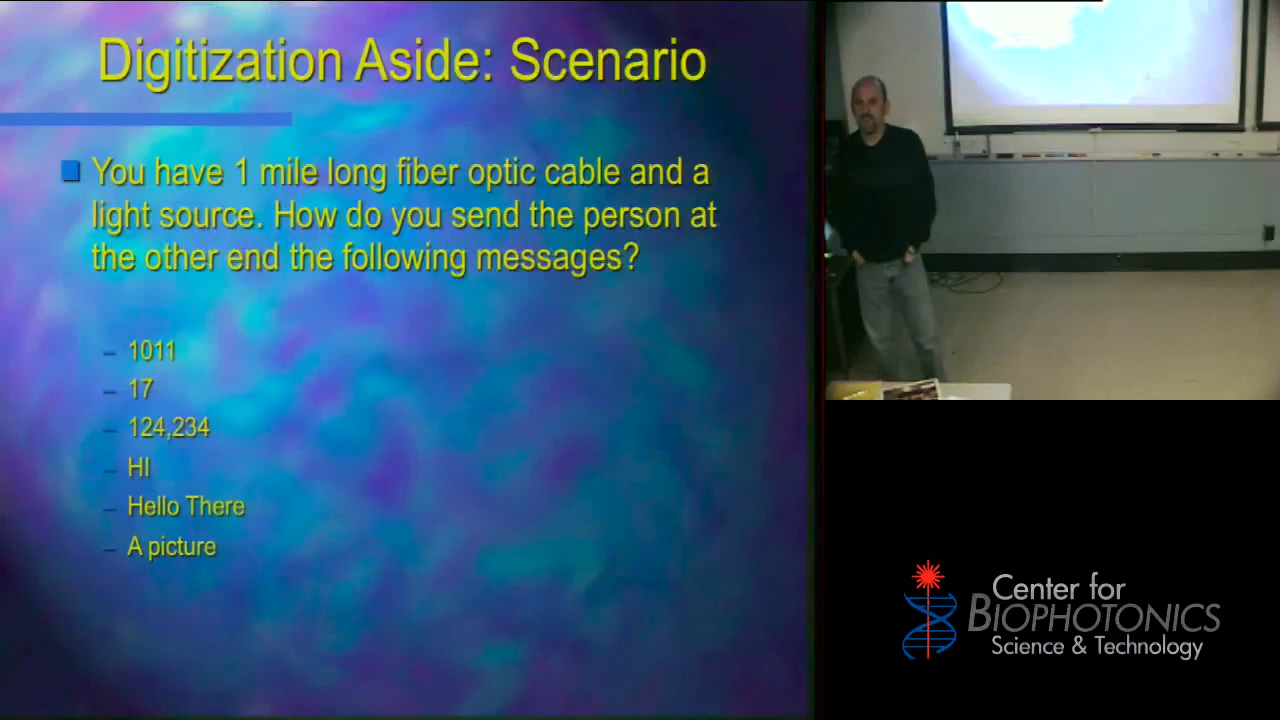 Digitization Aside: Scenario
You have 1 mile long fiber optic cable and a
light source. How do you send the person at
the other end the following messages?
– 1011
– 17
– 124,234
– HI
– Hello There
– A picture
Center for
BIOPHOTONICS
Science & Technology